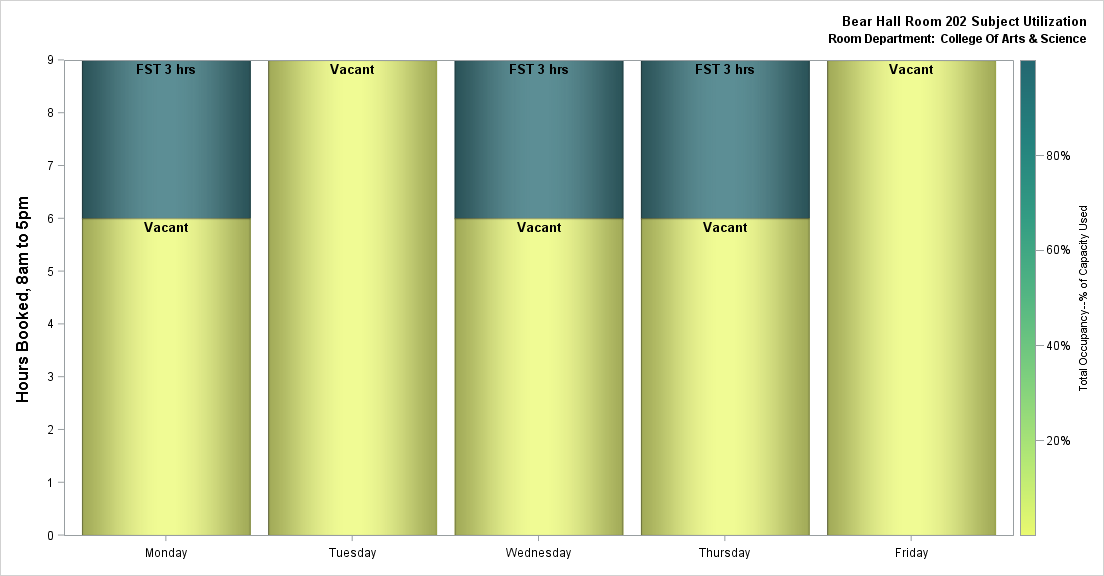 Bear Hall Room 202 Subject Utilization
Room Department: College Of Arts & Science
Hours Booked, 8am to 5pm
9
8
7
6
5
4
3
2
1
0
FST 3 hrs
Vacant
FST 3 hrs
FST 3 hrs
Vacant
Vacant
Vacant
Vacant
Monday
Tuesday
Wednesday
Thursday
Friday
80%
60%
40%
20%
Total Occupancy--% of Capacity Used